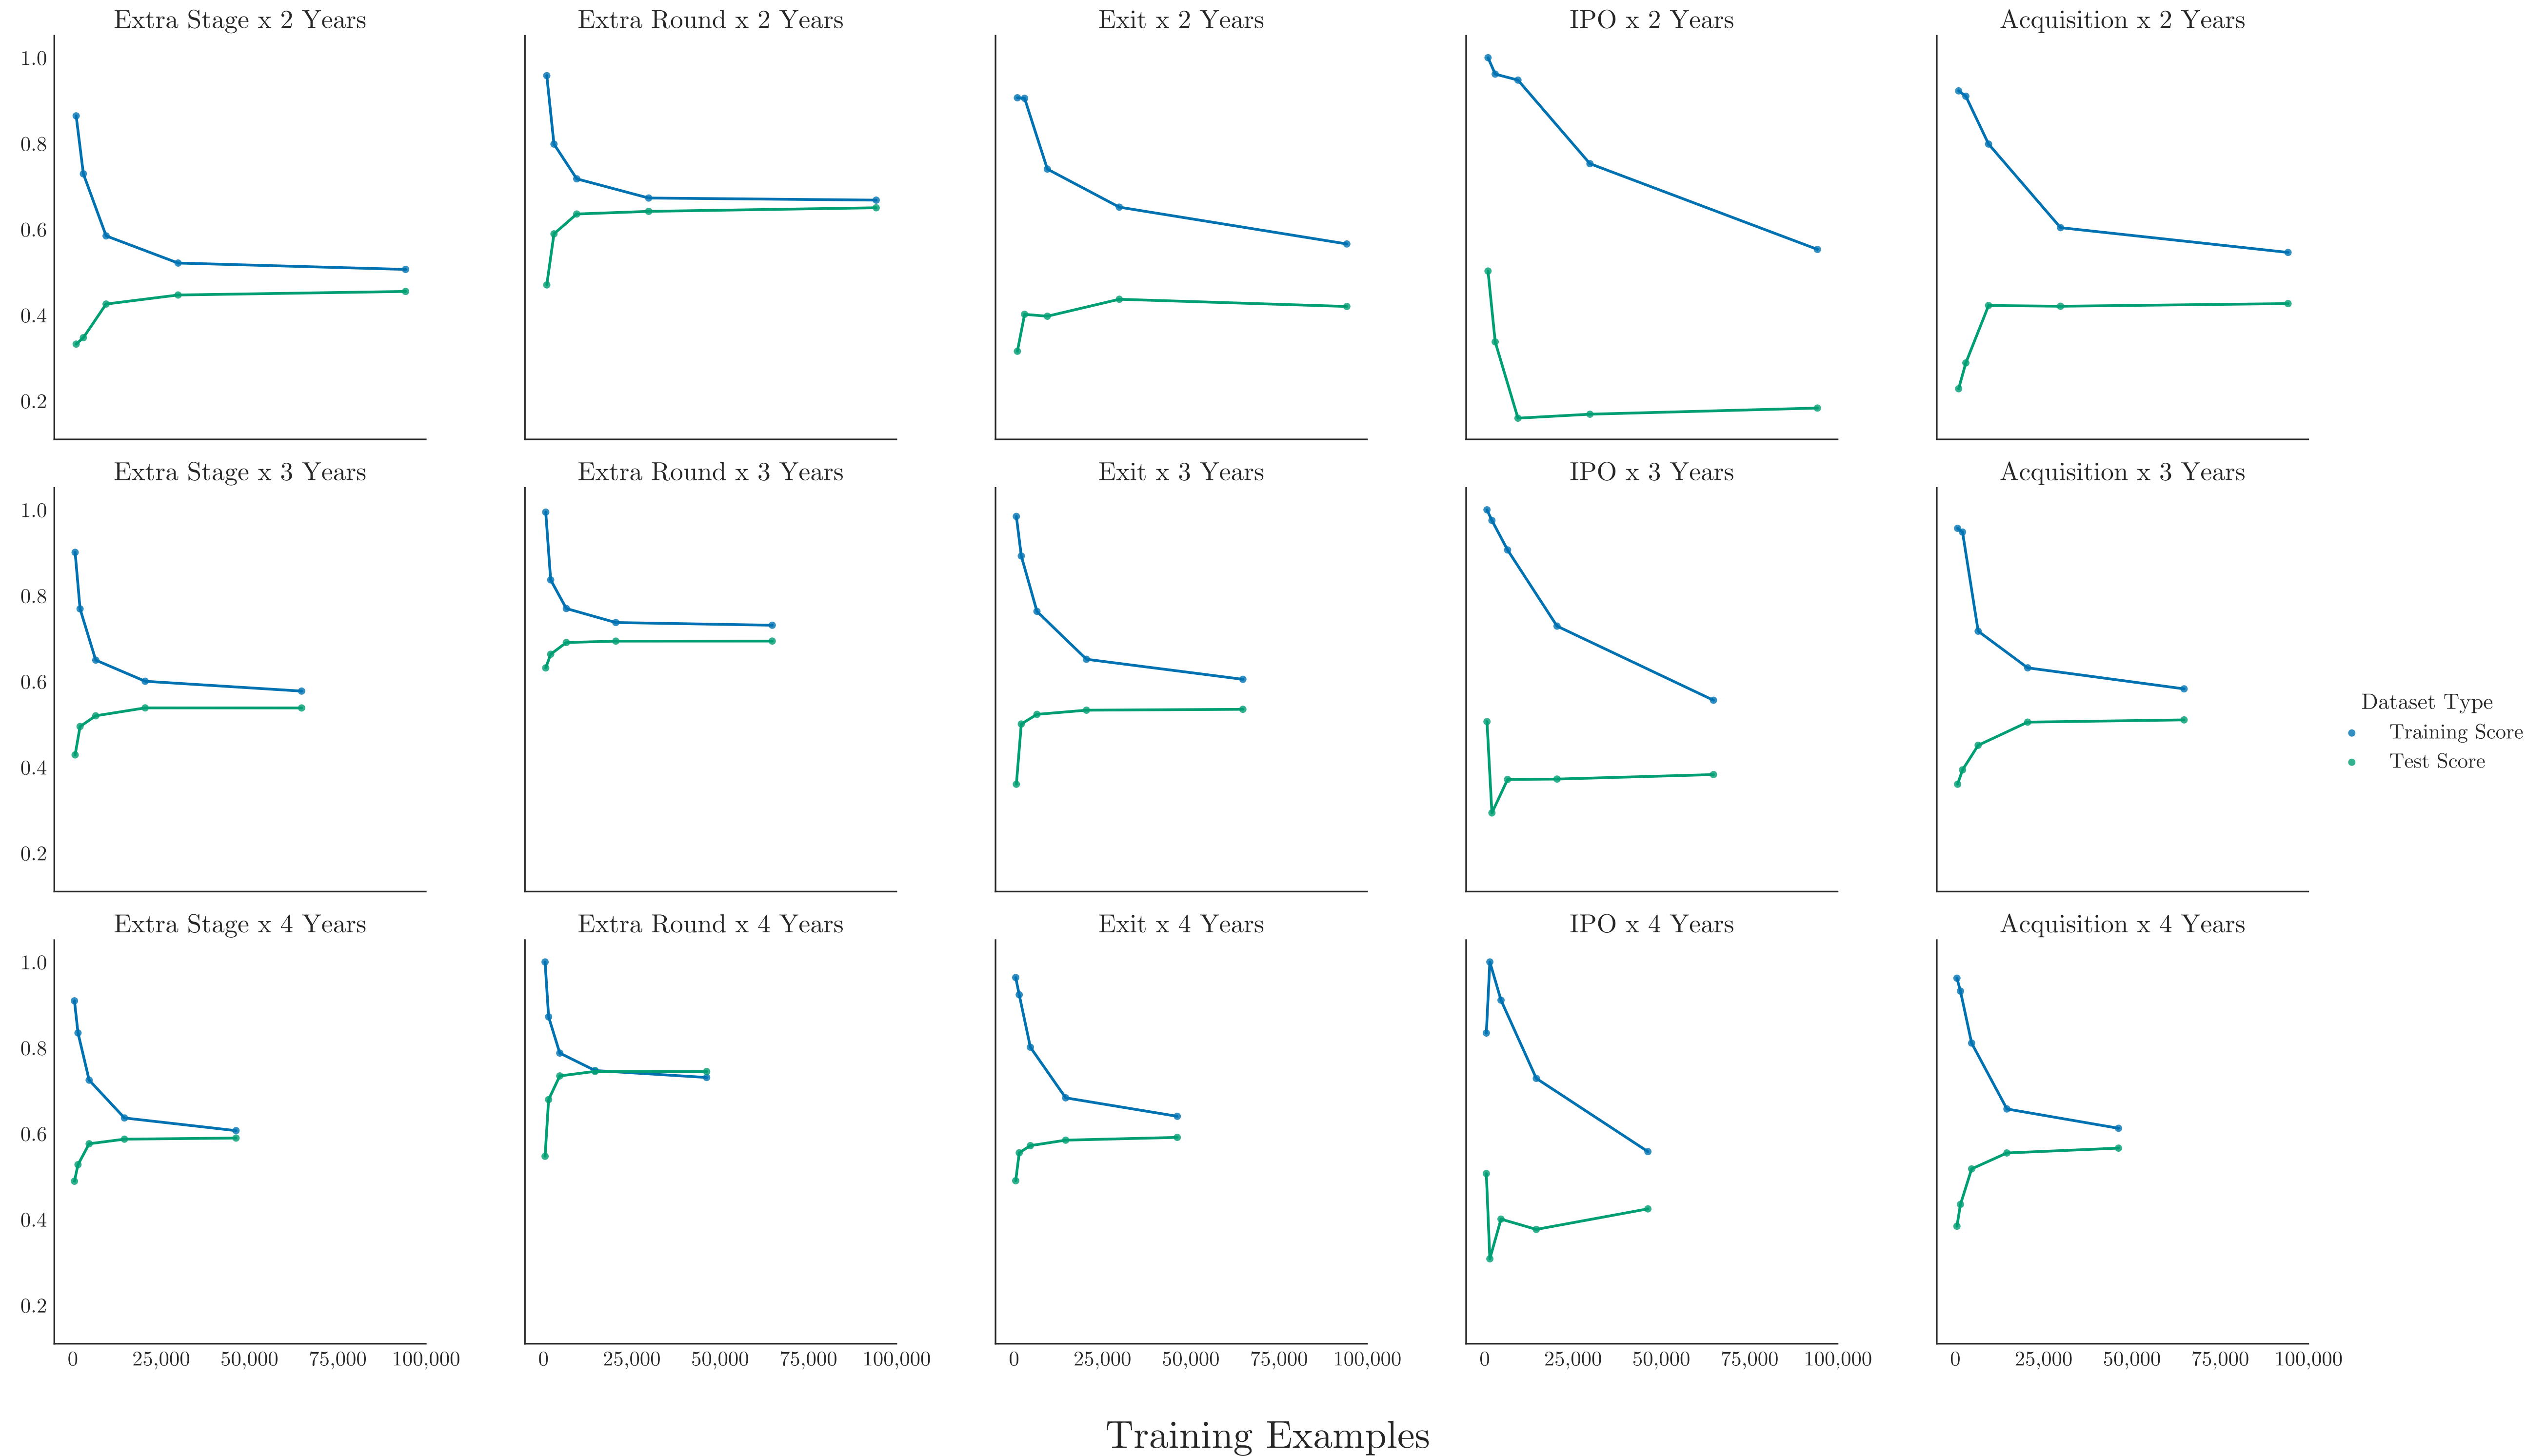 Extra Stage x 2 Years
Extra Round x 2 Years
Exit x 2 Years
IPO x 2 Years
Acquisition x 2 Years
1.0
0.8
0.6
0.4
0.2
Extra Stage x 3 Years
Extra Round x 3 Years
Exit x 3 Years
IPO x 3 Years
Acquisition x 3 Years
1.0
0.8
0.6
0.4
0.2
Dataset Type
Training Score
Test Score
Extra Stage x 4 Years
Extra Round x 4 Years
Exit x 4 Years
IPO x 4 Years
Acquisition x 4 Years
1.0
0.8
0.6
0.4
0.2
0 25,000 50,000 75,000 100,000
0 25,000 50,000 75,000 100,000
0 25,000 50,000 75,000 100,000
0 25,000 50,000 75,000 100,000
0 25,000 50,000 75,000 100,000
Training Examples